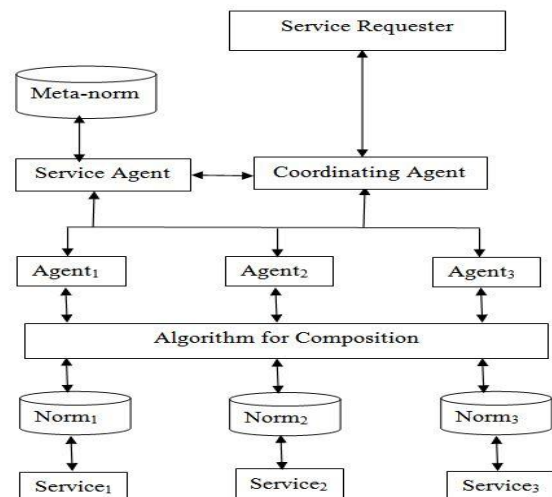 Service Requester
Meta-norm
Service Agent
Coordinating Agent
Agent₁
Agent₂
Agent₃
Algorithm for Composition
Norm₁
Norm₂
Norm₃
Service₁
Service₂
Service₃